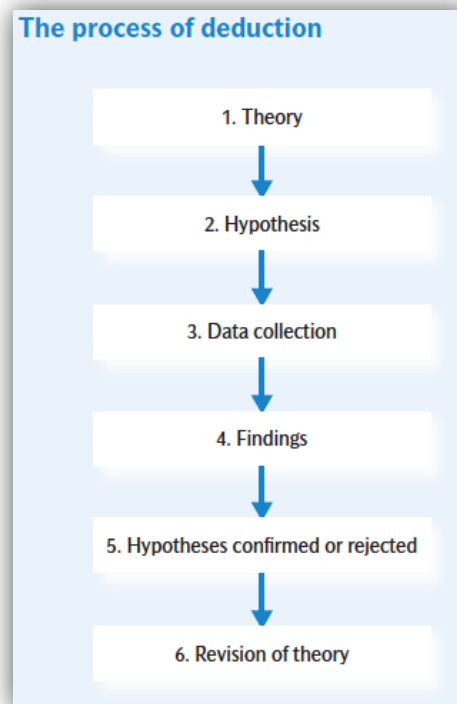 The process of deduction
1. Theory
2. Hypothesis
3. Data collection
4. Findings
5. Hypotheses confirmed or rejected
6. Revision of theory